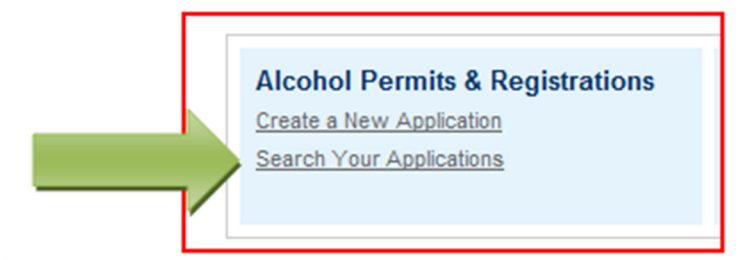 Alcohol Permits & Registrations
Create a New Application
Search Your Applications